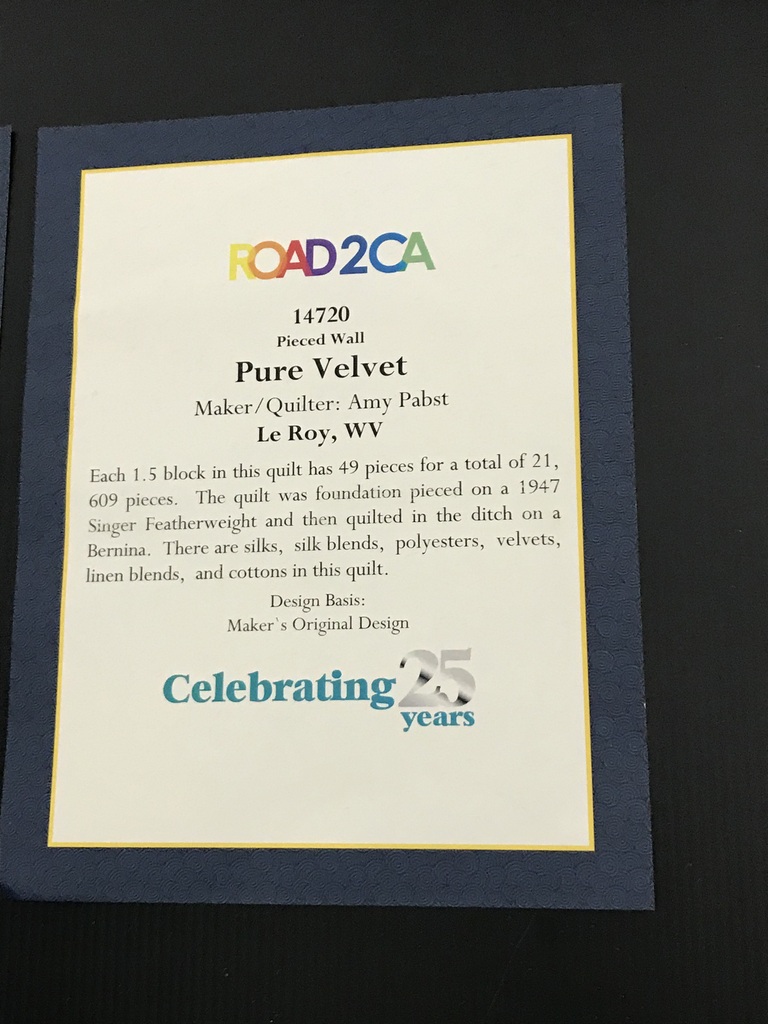 ROAD2CA
14720
Pieced Wall
Pure Velvet
Maker/Quilter: Amy Pabst
Le Roy, WV
Each 1.5 block in this quilt has 49 pieces for a total of 21,
609 pieces. The quilt was foundation pieced on a 1947
Singer Featherweight and then quilted in the ditch on a
Bernina. There are silks, silk blends, polyesters, velvets,
linen blends, and cottons in this quilt.
Design Basis:
Maker`s Original Design
Celebrating 25
years